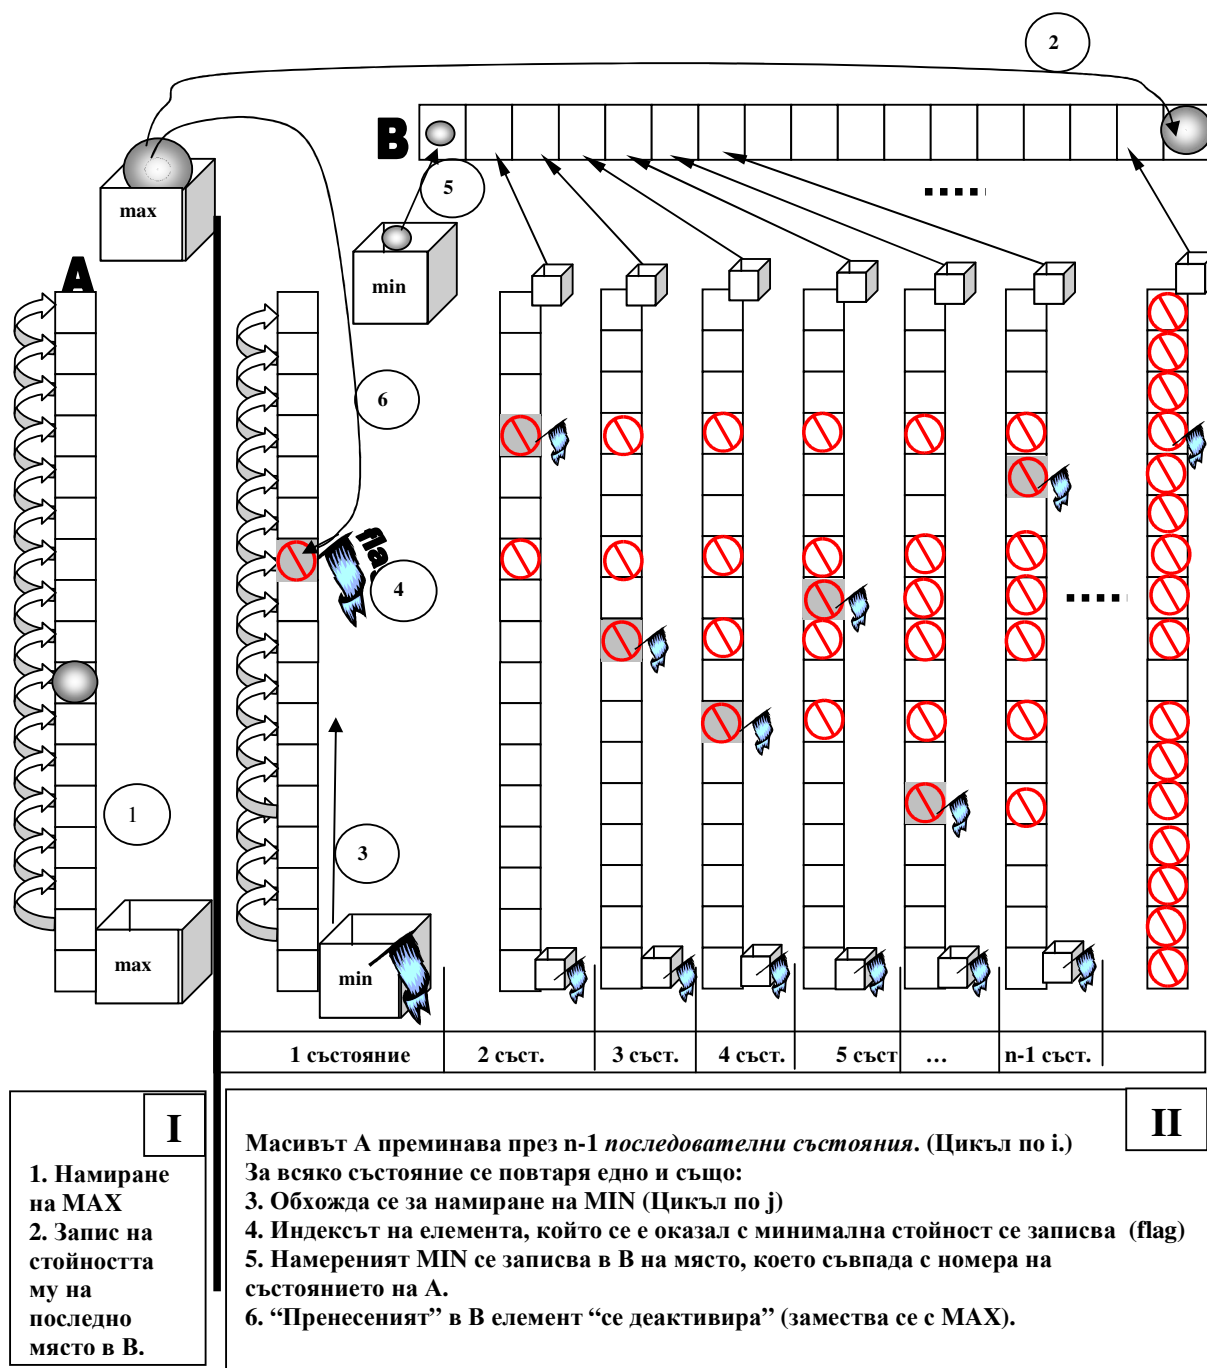 2
B
5
max
A
min
6
flag
4
1
3
max
min
1 състояние
2 съст.
3 съст.
4 съст.
5 съст
...
n-1 съст.
I
1. Намиране
на MAX
2. Запис на
стойността
му на
последно
място в B.
II
Масивът А преминава през n-1 последователни състояния. (Цикъл по i.)
За всяко състояние се повтаря едно и също:
3. Обхожда се за намиране на MIN (Цикъл по j)
4. Индексът на елемента, който се е оказал с минимална стойност се записва (flag)
5. Намереният MIN се записва в B на място, което съвпада с номера на
състоянието на А.
6. “Пренесеният” в B елемент “се деактивира” (замества се с MAX).